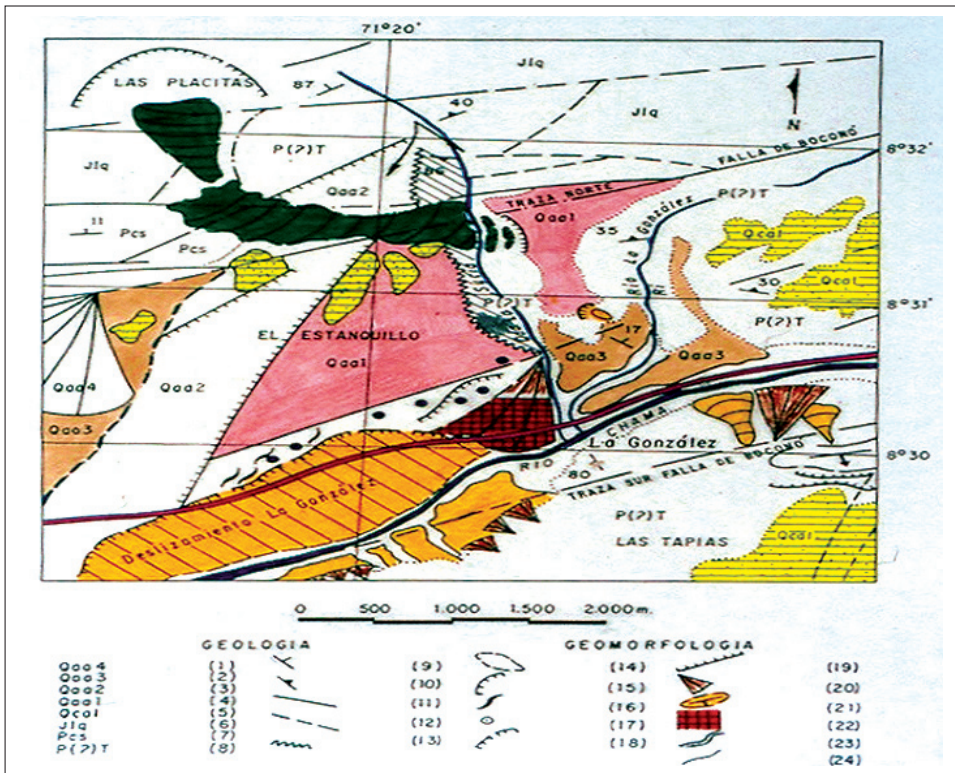 71°20'
LAS PLACITAS
87
Jlq
40
Jlq
N
Jlq
P(?)T
FALLA DE BOCONÓ
8°32'
Qaa2
TRAZA NORTE
P(?)T
Qaa1
11
Pcs
Pcs
35
Río La González
Qcal
Qcal
30
8°31'
P(?)T
P(?)T
EL ESTANQUILLO
17
Qaa1
Qaa3
Qaa3
Qaa4
Qaa2
Qaa3
CHAMA
La González
RIO
80
8°30
TRAZA SUR FALLA DE BOCONO
Deslizamiento La González
P(?)T
LAS TAPIAS
Qcal
0 500 1.000 1.500 2.000 m.
GEOLOGIA GEOMORFOLOGIA
Qaa4 (1) (9) (14) (19)
Qaa3 (2) (10) (15) (20)
Qaa2 (3) (11) (16) (21)
Qaa1 (4) (12) (17) (22)
Qcal (5) (13) (18) (23)
Jlq (6) (24)
Pcs (7)
P(?)T (8)